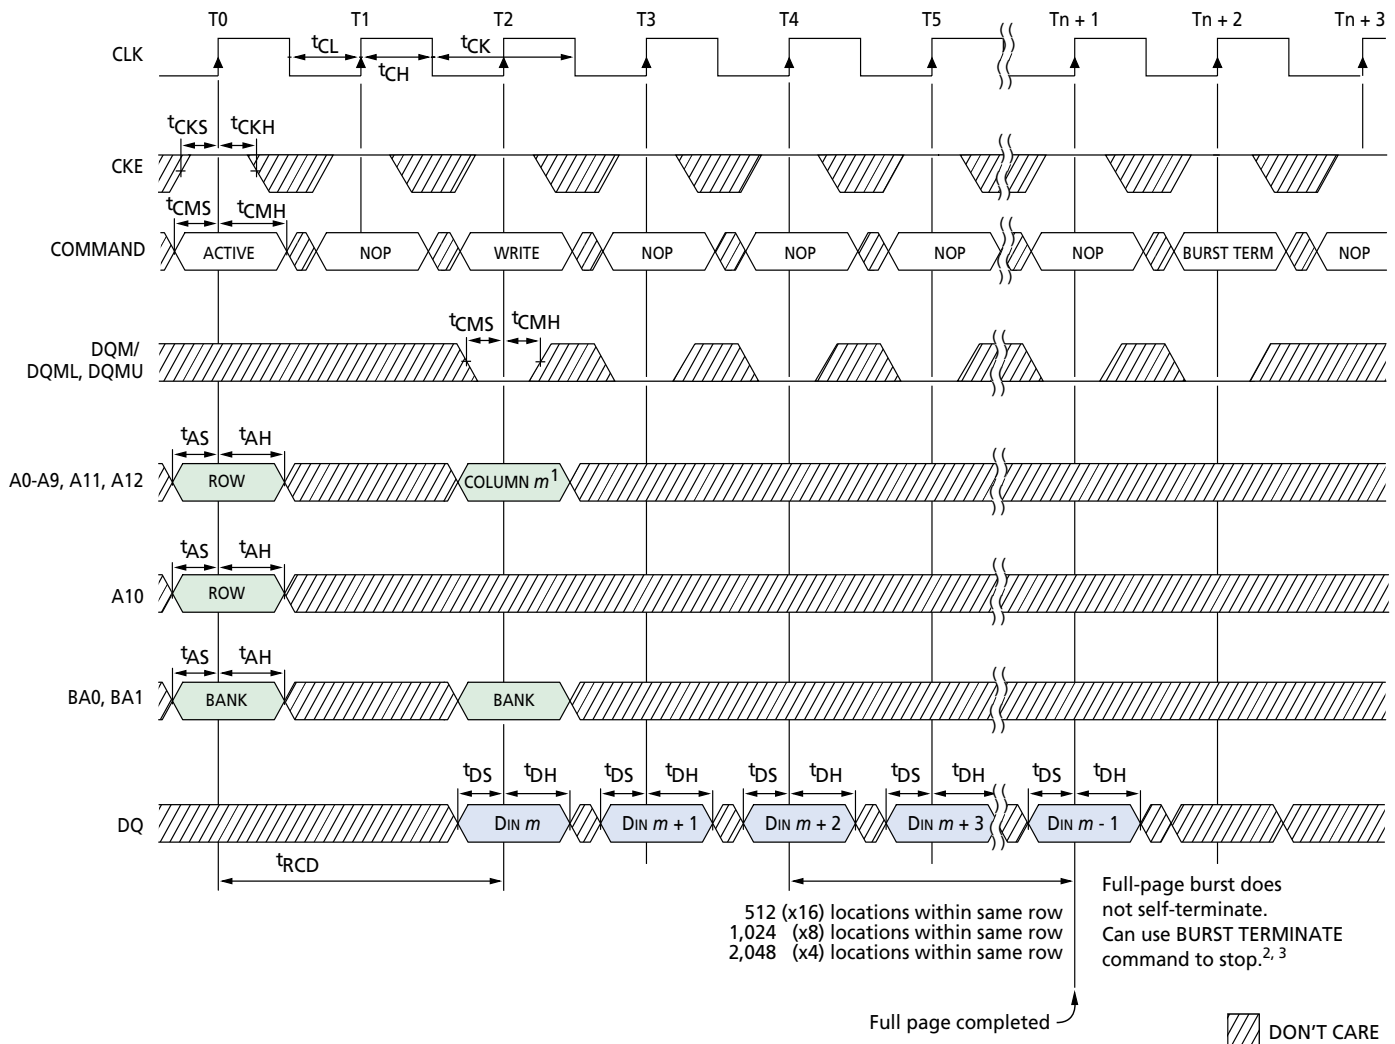 T0 T1 T2 T3 T4 T5 Tn + 1 Tn + 2 Tn + 3
CLK
tCL tCK
tCH
tCKS tCKH
CKE
tCMS tCMH
COMMAND ACTIVE NOP WRITE NOP NOP NOP NOP BURST TERM NOP
tCMS tCMH
DQM/
DQML, DQMU
tAS tAH
A0-A9, A11, A12 ROW COLUMN m1
tAS tAH
A10 ROW
tAS tAH
BA0, BA1 BANK BANK
tDS tDH tDS tDH tDS tDH tDS tDH tDS tDH
DQ DIN m DIN m + 1 DIN m + 2 DIN m + 3 DIN m - 1
tRCD
512 (x16) locations within same row
1,024 (x8) locations within same row
2,048 (x4) locations within same row
Full-page burst does
not self-terminate.
Can use BURST TERMINATE
command to stop.2, 3
Full page completed
DON'T CARE